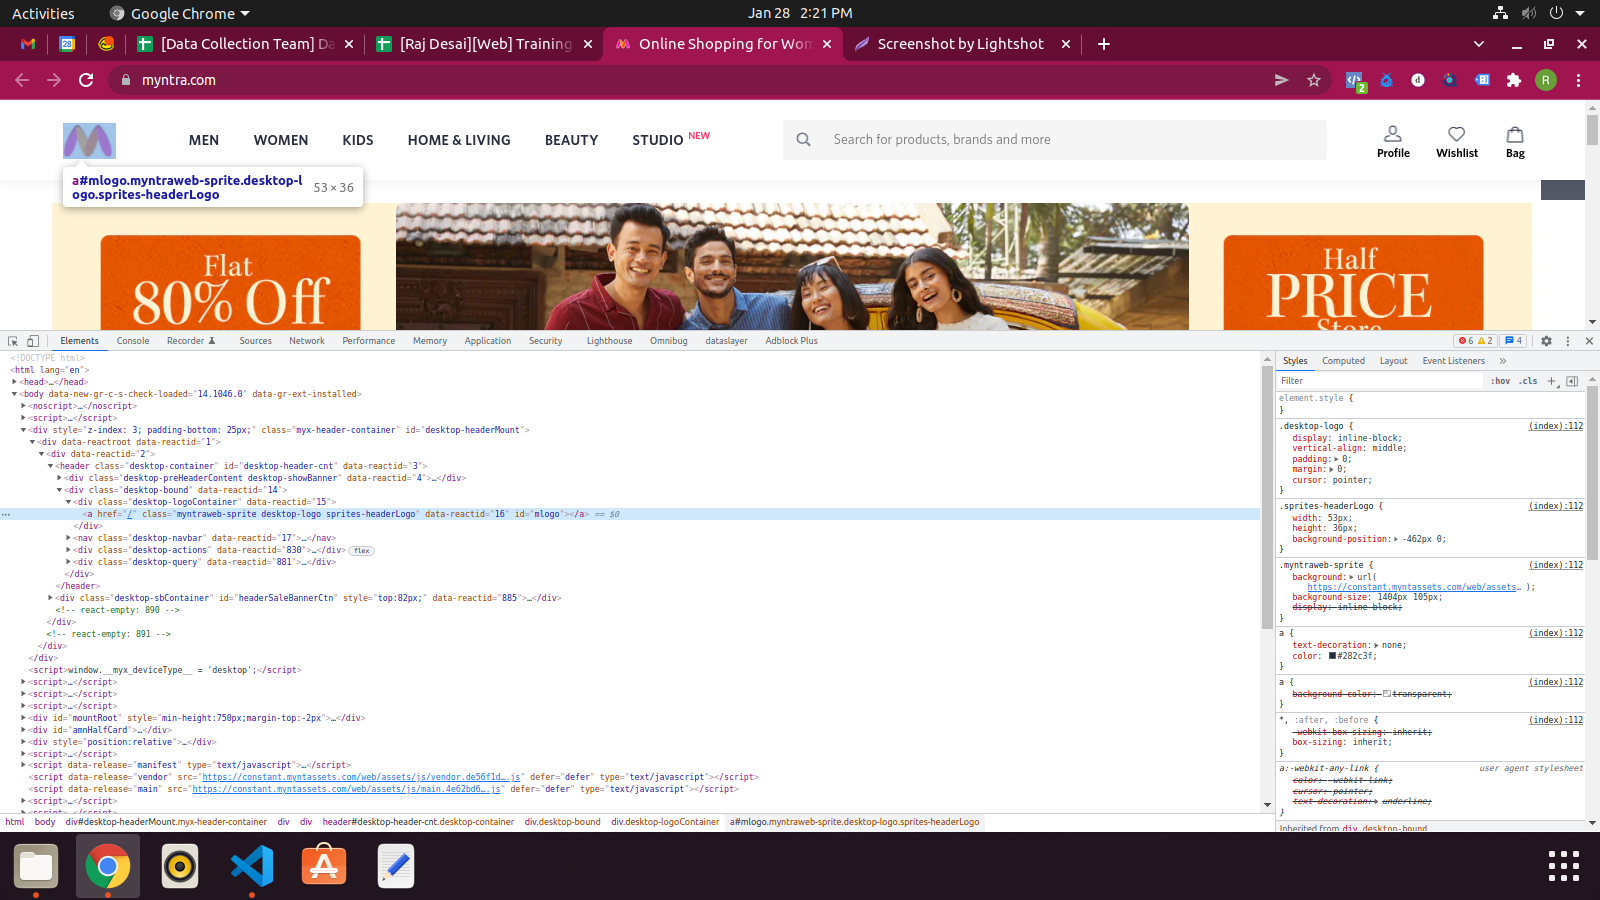 Activities
Google Chrome
Jan 28 2:21 PM
28
[Data Collection Team] Da
[Raj Desai][Web] Training
Online Shopping for Wom
Screenshot by Lightshot
myntra.com
2
R
MEN
WOMEN
KIDS
HOME & LIVING
BEAUTY
STUDIO NEW
Search for products, brands and more
Profile
Wishlist
Bag
a#mlogo.myntraweb-sprite.desktop-l
ogo.sprites-headerLogo
53 × 36
Flat
80% Off
Half
PRICE
Store
Elements
Console
Recorder
Sources
Network
Performance
Memory
Application
Security
Lighthouse
Omnibug
dataslayer
Adblock Plus
6
2
4
<!DOCTYPE html>
<html lang="en">
<head>…</head>
<body data-new-gr-c-s-check-loaded="14.1046.0" data-gr-ext-installed>
<noscript>…</noscript>
<script>…</script>
<div style="z-index: 3; padding-bottom: 25px;" class="myx-header-container" id="desktop-headerMount">
<div data-reactroot data-reactid="1">
<div data-reactid="2">
<header class="desktop-container" id="desktop-header-cnt" data-reactid="3">
<div class="desktop-preHeaderContent desktop-showBanner" data-reactid="4">…</div>
<div class="desktop-bound" data-reactid="14">
<div class="desktop-logoContainer" data-reactid="15">
<a href="/" class="myntraweb-sprite desktop-logo sprites-headerLogo" data-reactid="16" id="mlogo"></a> == $0
</div>
<nav class="desktop-navbar" data-reactid="17">…</nav>
<div class="desktop-actions" data-reactid="830">…</div> flex
<div class="desktop-query" data-reactid="881">…</div>
</div>
</header>
<div class="desktop-sbContainer" id="headerSaleBannerCtn" style="top:82px;" data-reactid="885">…</div>
<!-- react-empty: 890 -->
</div>
<!-- react-empty: 891 -->
</div>
</div>
<script>window.__myx_deviceType__ = 'desktop';</script>
<script>…</script>
<script>…</script>
<script>…</script>
<div id="mountRoot" style="min-height:750px;margin-top:-2px">…</div>
<div id="amnHalfCard">…</div>
<div style="position:relative">…</div>
<script>…</script>
<script data-release="manifest" type="text/javascript">…</script>
<script data-release="vendor" src="https://constant.myntassets.com/web/assets/js/vendor.de56f1d….js" defer="defer" type="text/javascript"></script>
<script data-release="main" src="https://constant.myntassets.com/web/assets/js/main.4e62bd6….js" defer="defer" type="text/javascript"></script>
<script>…</script>
html
body
div#desktop-headerMount.myx-header-container
div
div
header#desktop-header-cnt.desktop-container
div.desktop-bound
div.desktop-logoContainer
a#mlogo.myntraweb-sprite.desktop-logo.sprites-headerLogo
Styles
Computed
Layout
Event Listeners
Filter
:hov
.cls
element.style {
}
.desktop-logo {
(index):112
display: inline-block;
vertical-align: middle;
padding: 0;
margin: 0;
cursor: pointer;
}
.sprites-headerLogo {
(index):112
width: 53px;
height: 36px;
background-position: -462px 0;
}
.myntraweb-sprite {
(index):112
background: url(
https://constant.myntassets.com/web/assets… );
background-size: 1404px 105px;
display: inline-block;
}
a {
(index):112
text-decoration: none;
color: #282c3f;
}
a {
(index):112
background-color: transparent;
}
*, :after, :before {
(index):112
-webkit-box-sizing: inherit;
box-sizing: inherit;
}
a:-webkit-any-link {
user agent stylesheet
color: -webkit-link;
cursor: pointer;
text-decoration: underline;
}
Inherited from div.desktop-bound